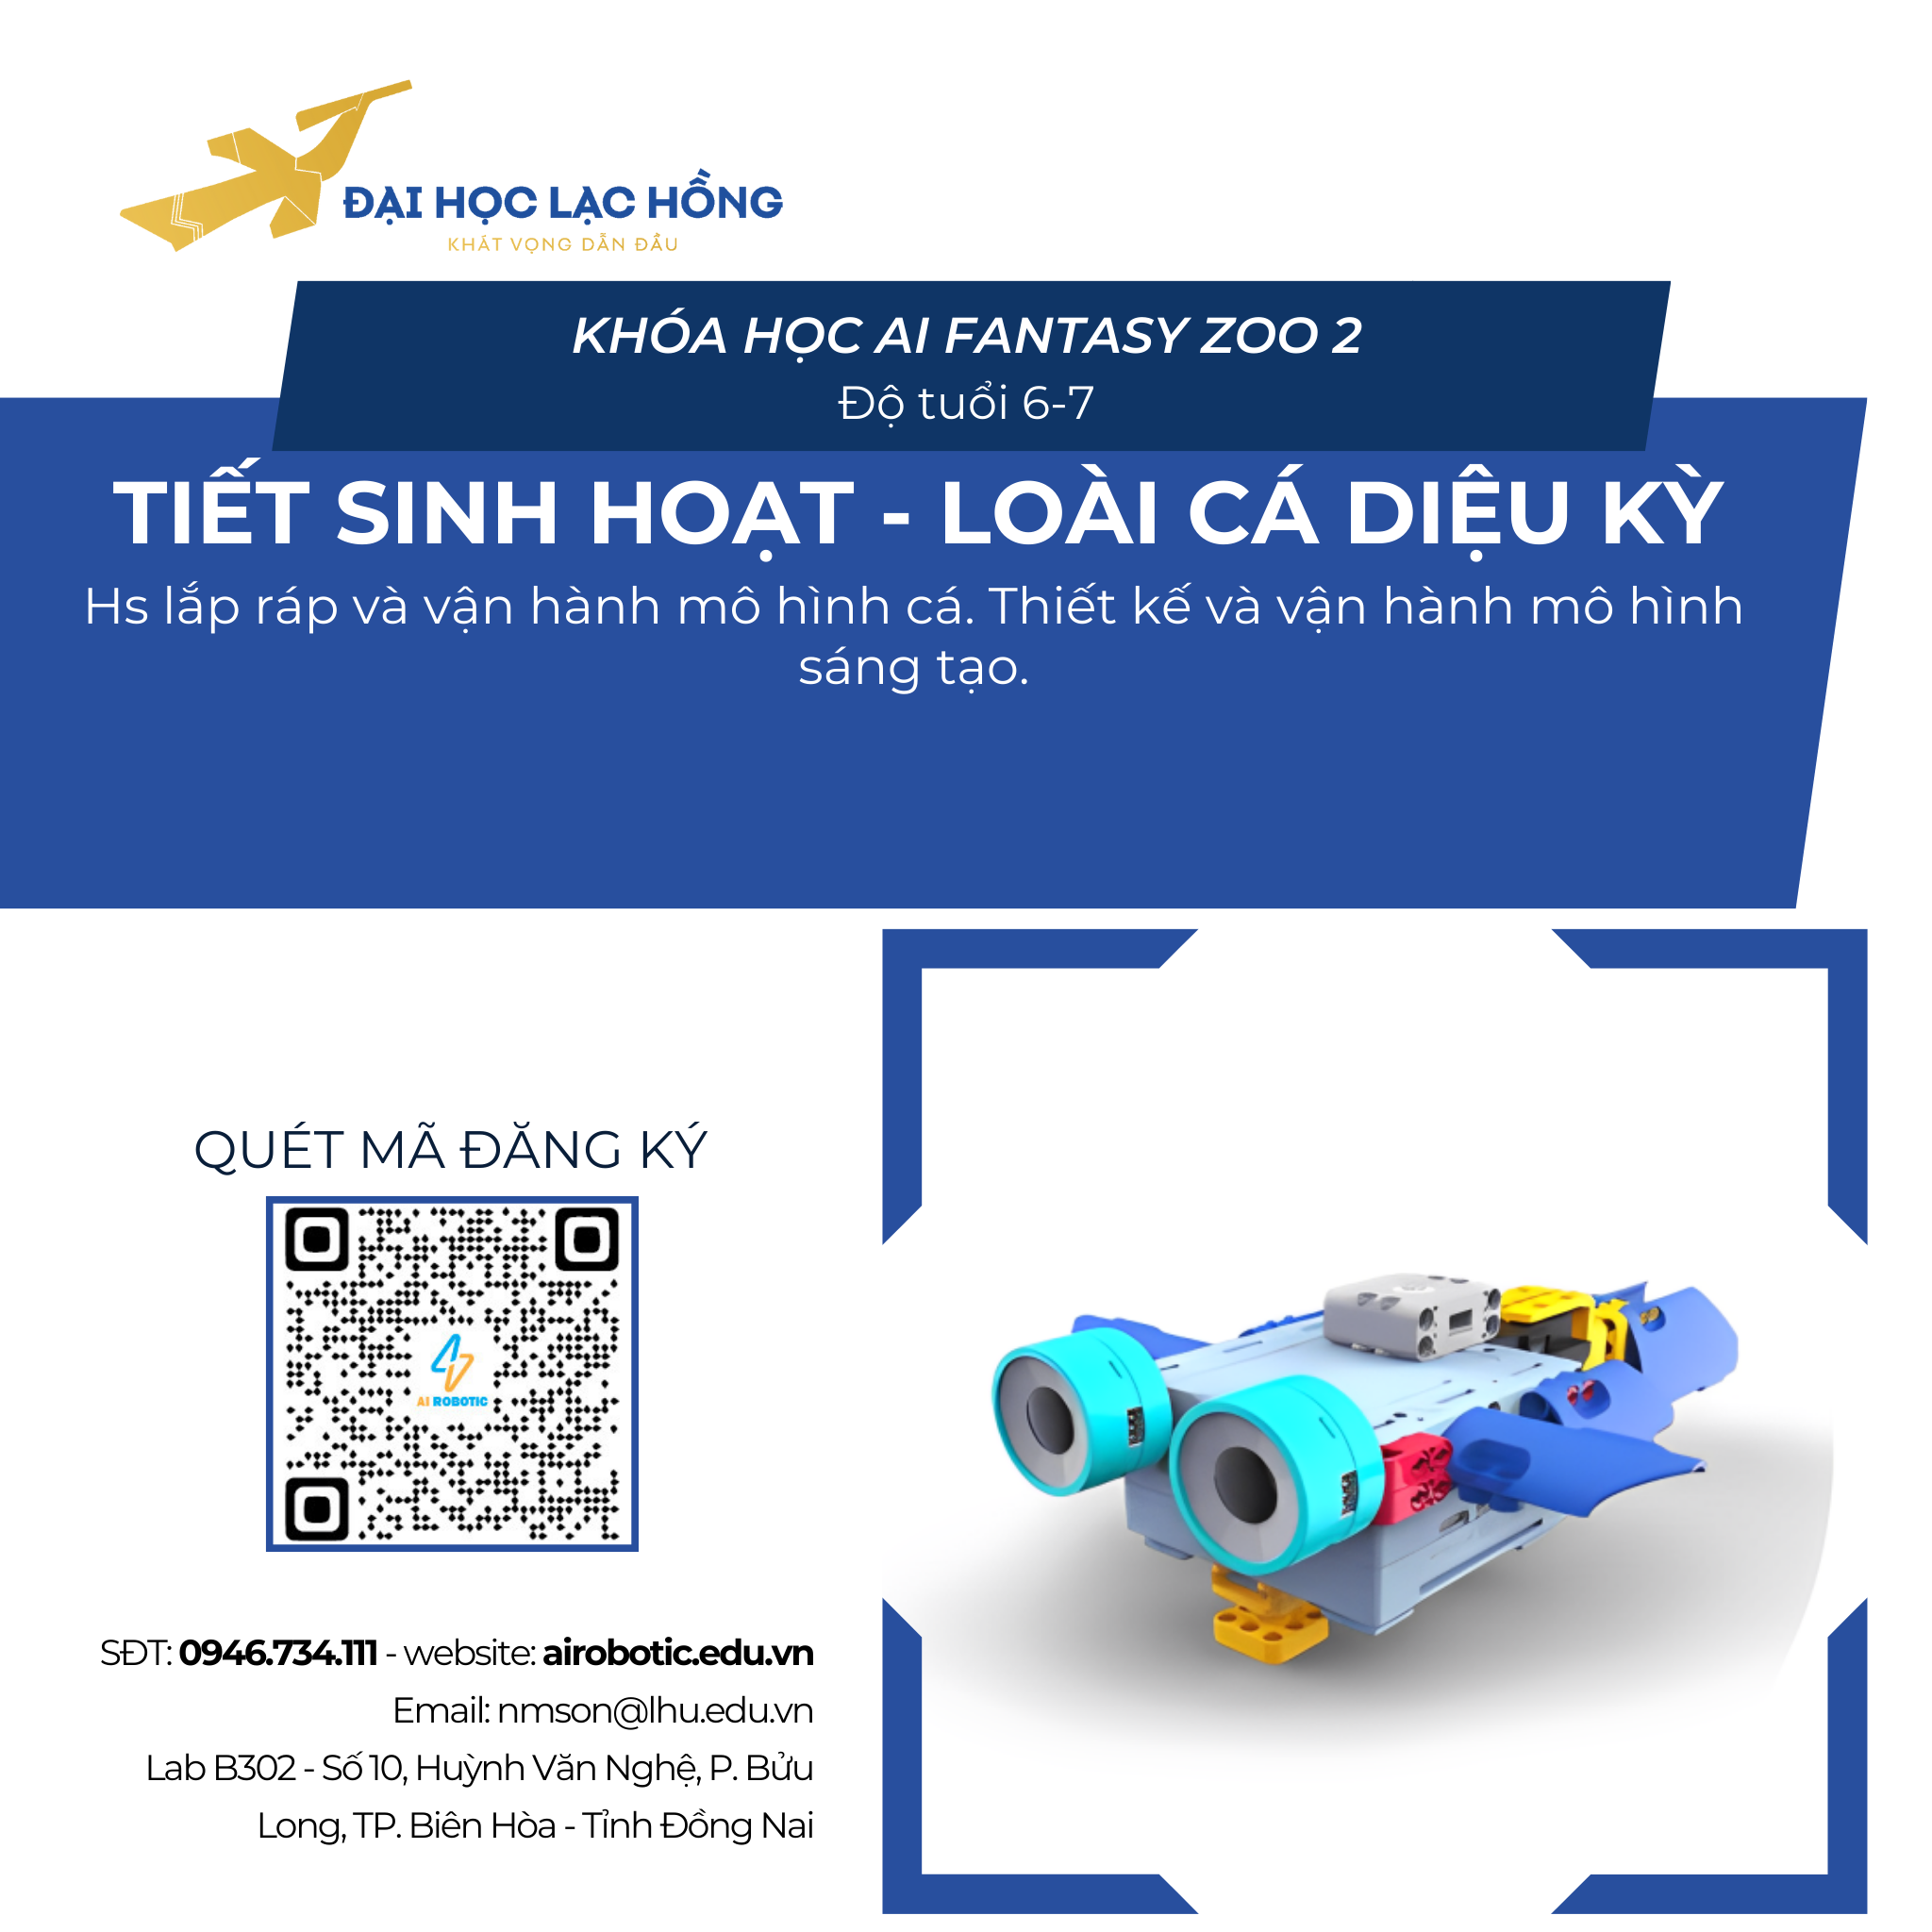 ĐẠI HỌC LẠC HỒNG
KHÁT VỌNG DẪN ĐẦU
KHÓA HỌC AI FANTASY ZOO 2
Độ tuổi 6-7
TIẾT SINH HOẠT - LOÀI CÁ DIỆU KỲ
Hs lắp ráp và vận hành mô hình cá. Thiết kế và vận hành mô hình
sáng tạo.
QUÉT MÃ ĐĂNG KÝ
AI ROBOTIC
SĐT: 0946.734.111 - website: airobotic.edu.vn
Email: nmson@lhu.edu.vn
Lab B302 - Số 10, Huỳnh Văn Nghệ, P. Bửu
Long, TP. Biên Hòa - Tỉnh Đồng Nai